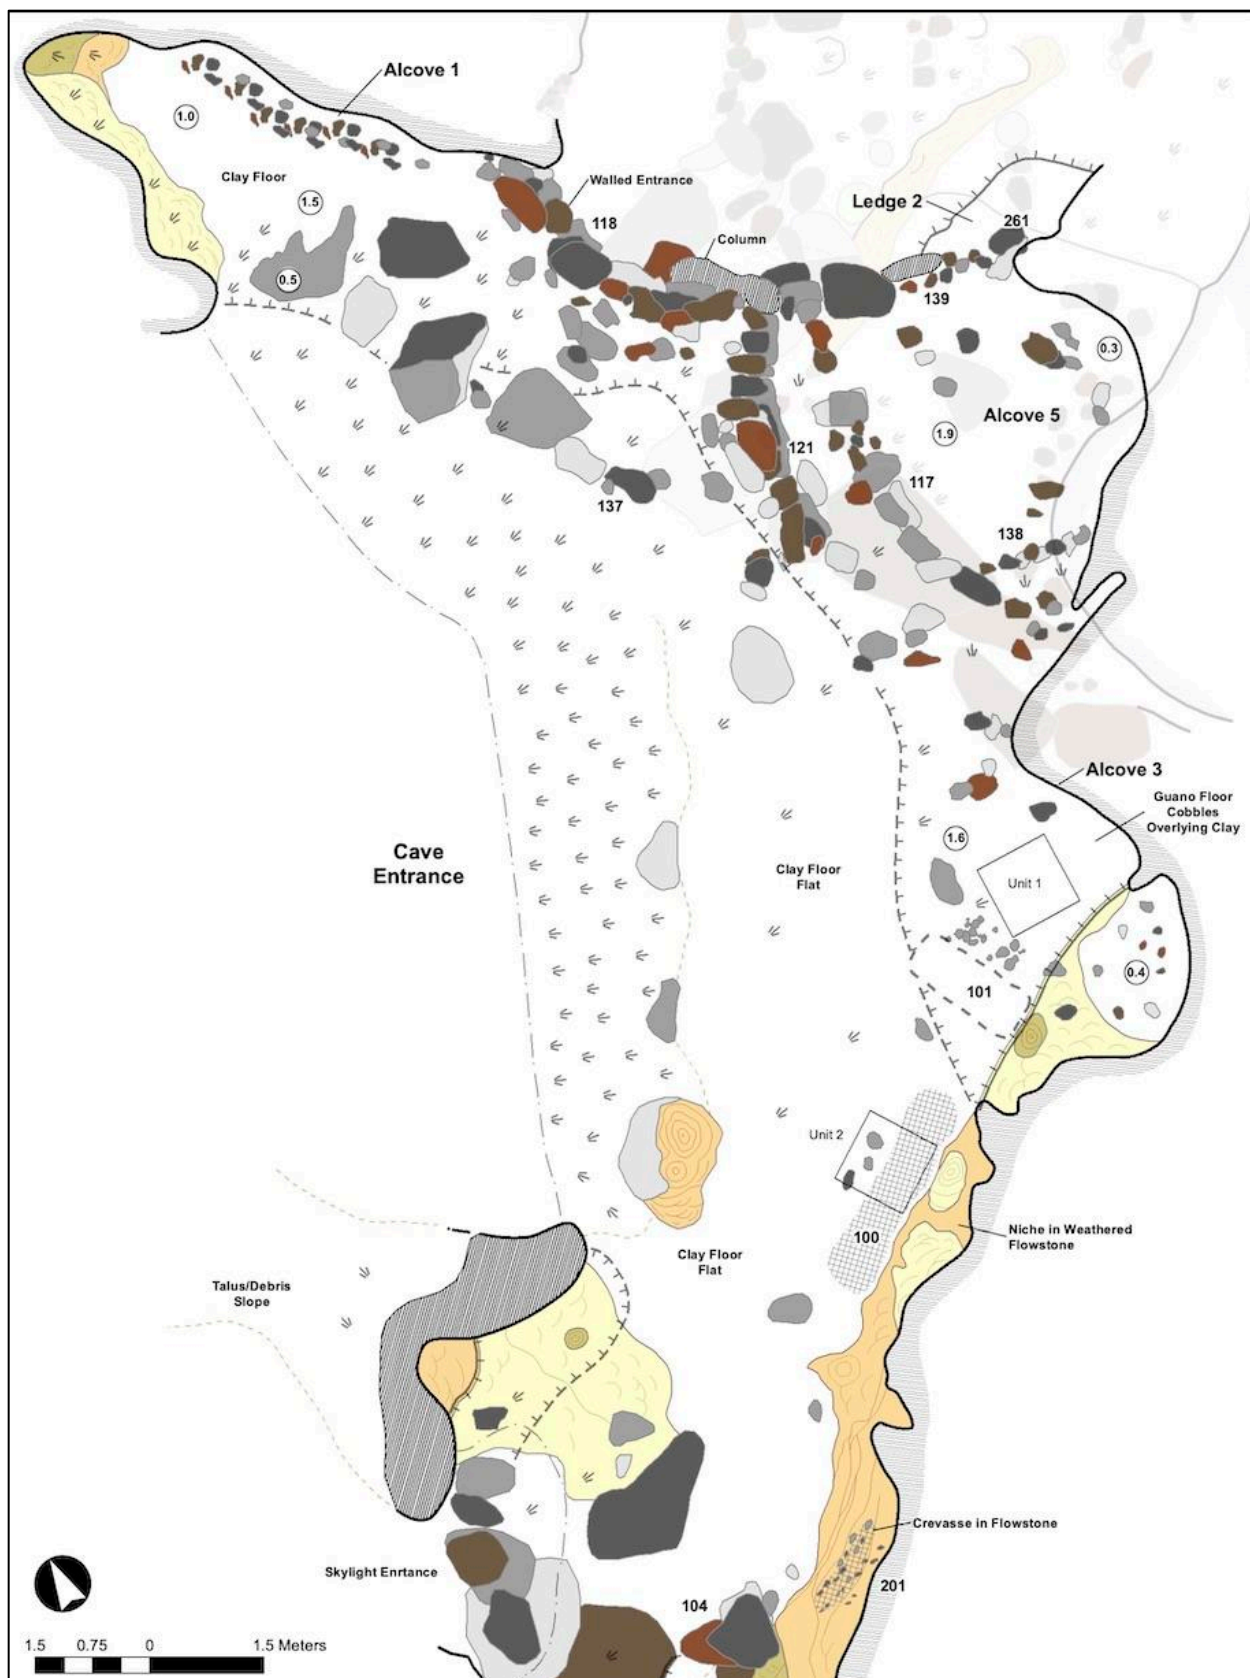 Alcove 1
1.0
Clay Floor
1.5
0.5
Walled Entrance
118
Column
Ledge 2
261
139
0.3
Alcove 5
1.9
121
117
137
138
Alcove 3
Guano Floor
Cobbles
Overlying Clay
1.6
Cave
Entrance
Clay Floor
Flat
Unit 1
0.4
101
Unit 2
100
Niche in Weathered
Flowstone
Clay Floor
Flat
Talus/Debris
Slope
Crevasse in Flowstone
Skylight Enrtance
201
104
1.5 0.75 0 1.5 Meters